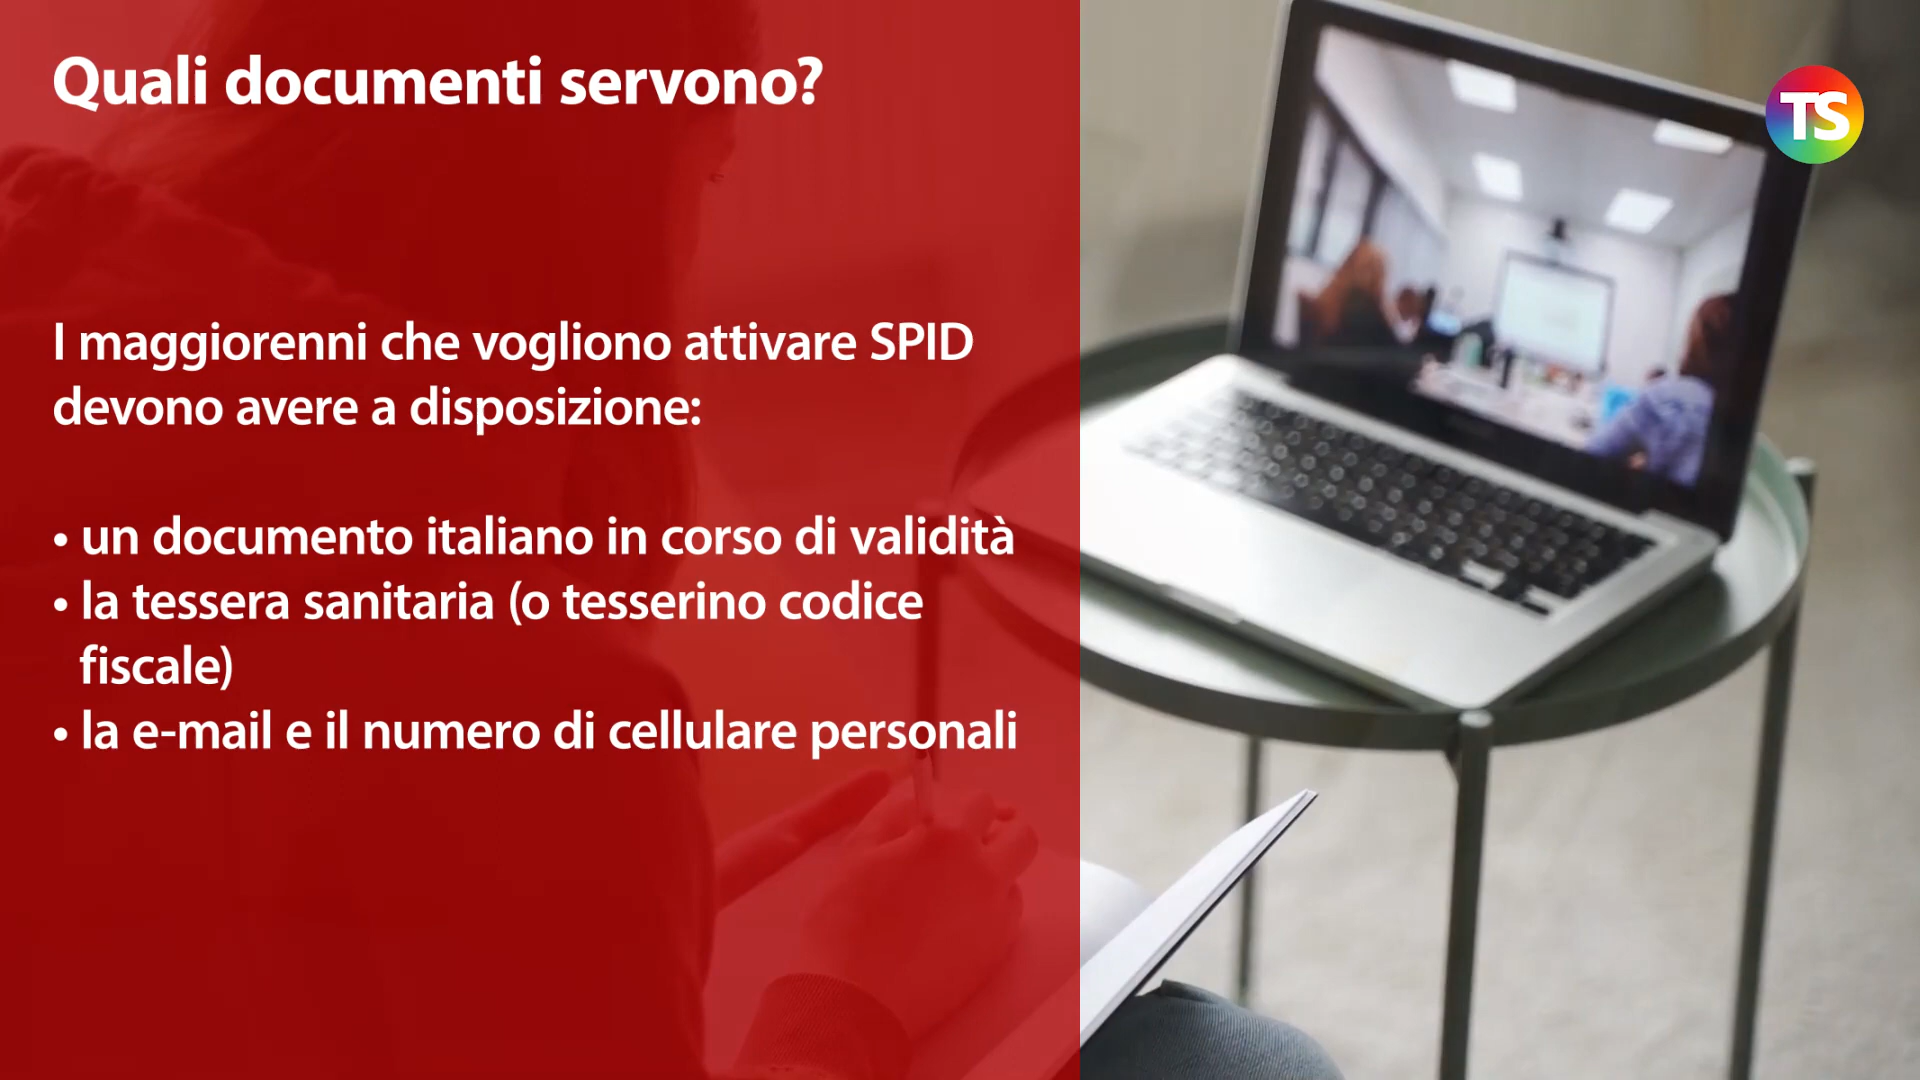 Quali documenti servono?
TS
I maggiorenni che vogliono attivare SPID
devono avere a disposizione:
• un documento italiano in corso di validità
• la tessera sanitaria (o tesserino codice
fiscale)
• la e-mail e il numero di cellulare personali